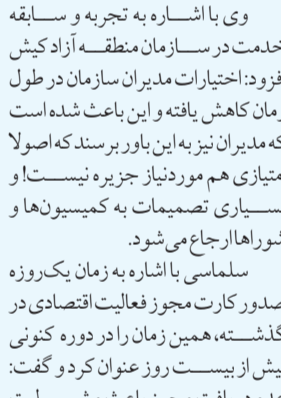 وی با اشاره به تجربه و سابقه
خدمت در سازمان منطقه آزاد کیش
افزود: اختیارات مدیران سازمان در طول
زمان کاهش یافته و این باعث شده است
که مدیران نیز به این باور برسند که اصولا
امتیازی هم موردنیاز جزیره نیست! و
بسیاری تصمیمات به کمیسیون‌ها و
شوراها ارجاع می‌شود.
سلماسی با اشاره به زمان یک‌روزه
صدور کارت مجوز فعالیت اقتصادی در
گذشته، همین زمان را در دوره کنونی
بیش از بیست روز عنوان کرد و گفت: